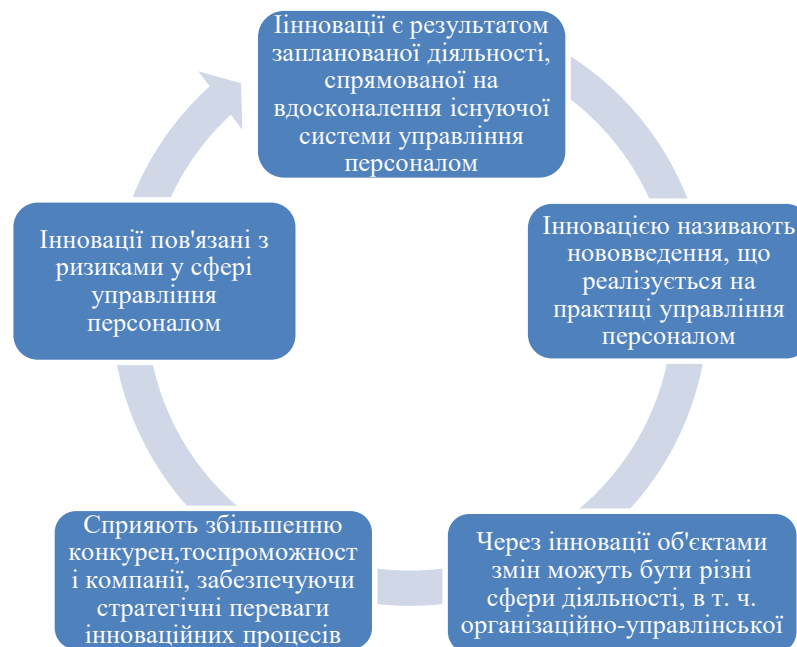 Іінновації є результатом
запланованої діяльності,
спрямованої на
вдосконалення існуючої
системи управління
персоналом
Інновацією називають
нововведення, що
реалізується на
практиці управління
персоналом
Через інновації об'єктами
змін можуть бути різні
сфери діяльності, в т. ч.
організаційно-управлінської
Сприяють збільшенню
конкурен,тоспроможност
і компанії, забезпечуючи
стратегічні переваги
інноваційних процесів
Інновації пов'язані з
ризиками у сфері
управління
персоналом